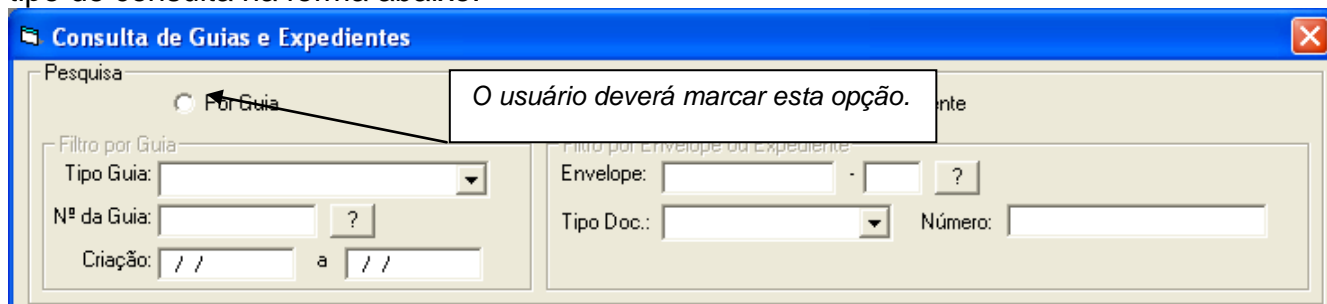 tipo de consulta na forma abaixo:
Consulta de Guias e Expedientes
Pesquisa
Por Guia
O usuário deverá marcar esta opção.
Filtro por Guia
Filtro por Envelope ou Expediente
Tipo Guia:
Envelope: - ?
Nº da Guia: ?
Tipo Doc.: Número:
Criação: / / a / /